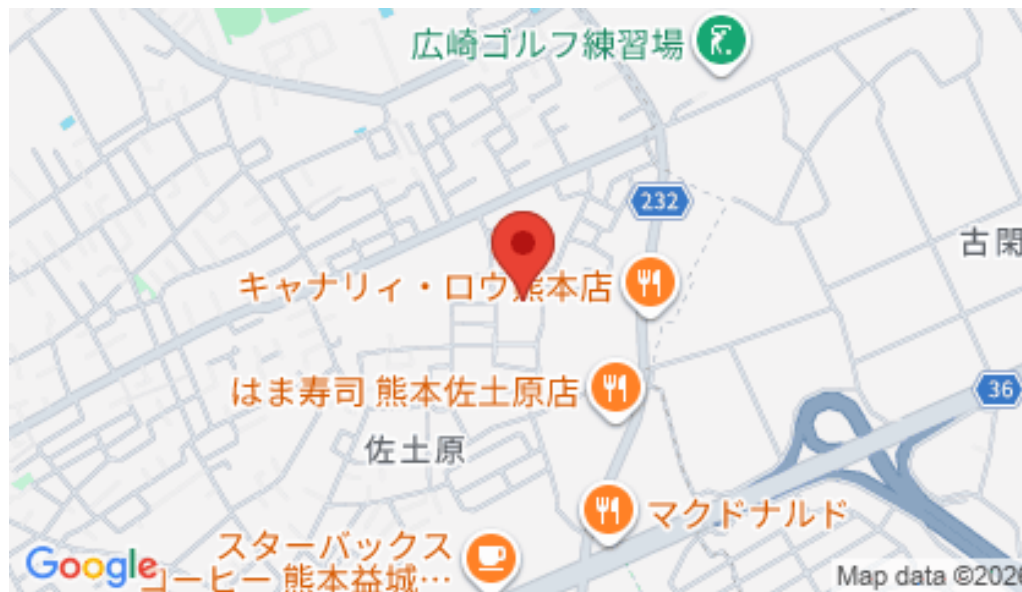 広崎ゴルフ練習場
232
古閑
キャナリィ・ロウ熊本店
36
はま寿司 熊本佐土原店
佐土原
マクドナルド
スターバックス
コーヒー 熊本益城…
Google
Map data ©2026